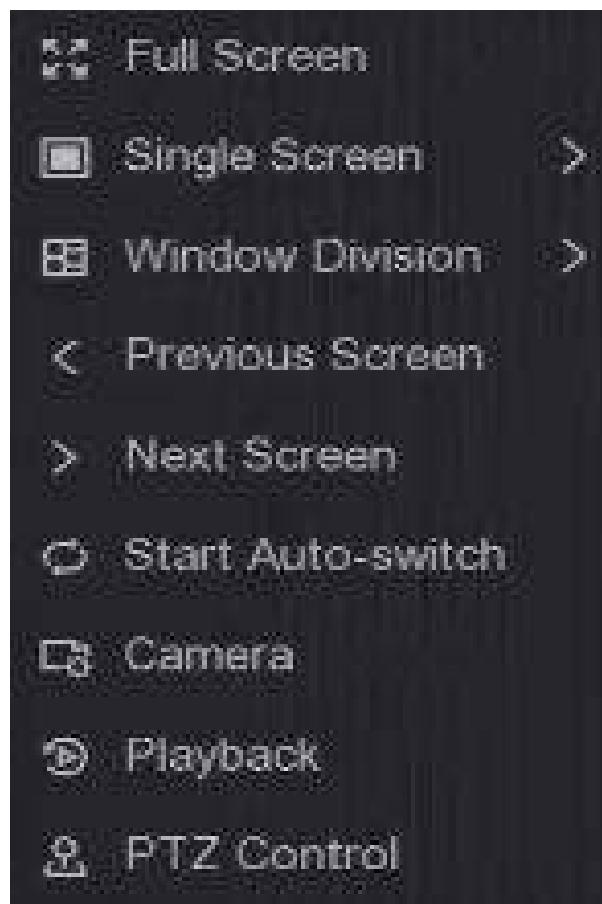 Full Screen
Single Screen
Window Division
Previous Screen
Next Screen
Start Auto-switch
Camera
Playback
PTZ Control